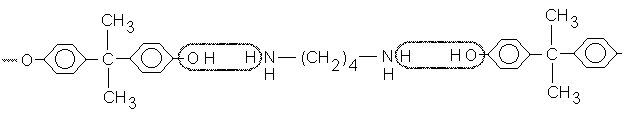 CH3 CH3
O C OH HN (CH2)4 NH HO C
H H
CH3 CH3